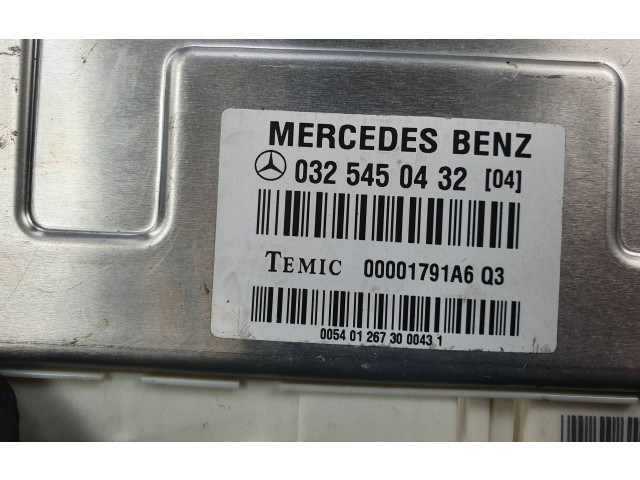 MERCEDES BENZ
032 545 04 32 [04]
TEMIC 00001791A6 Q3
0054 01 267 30 0043 1